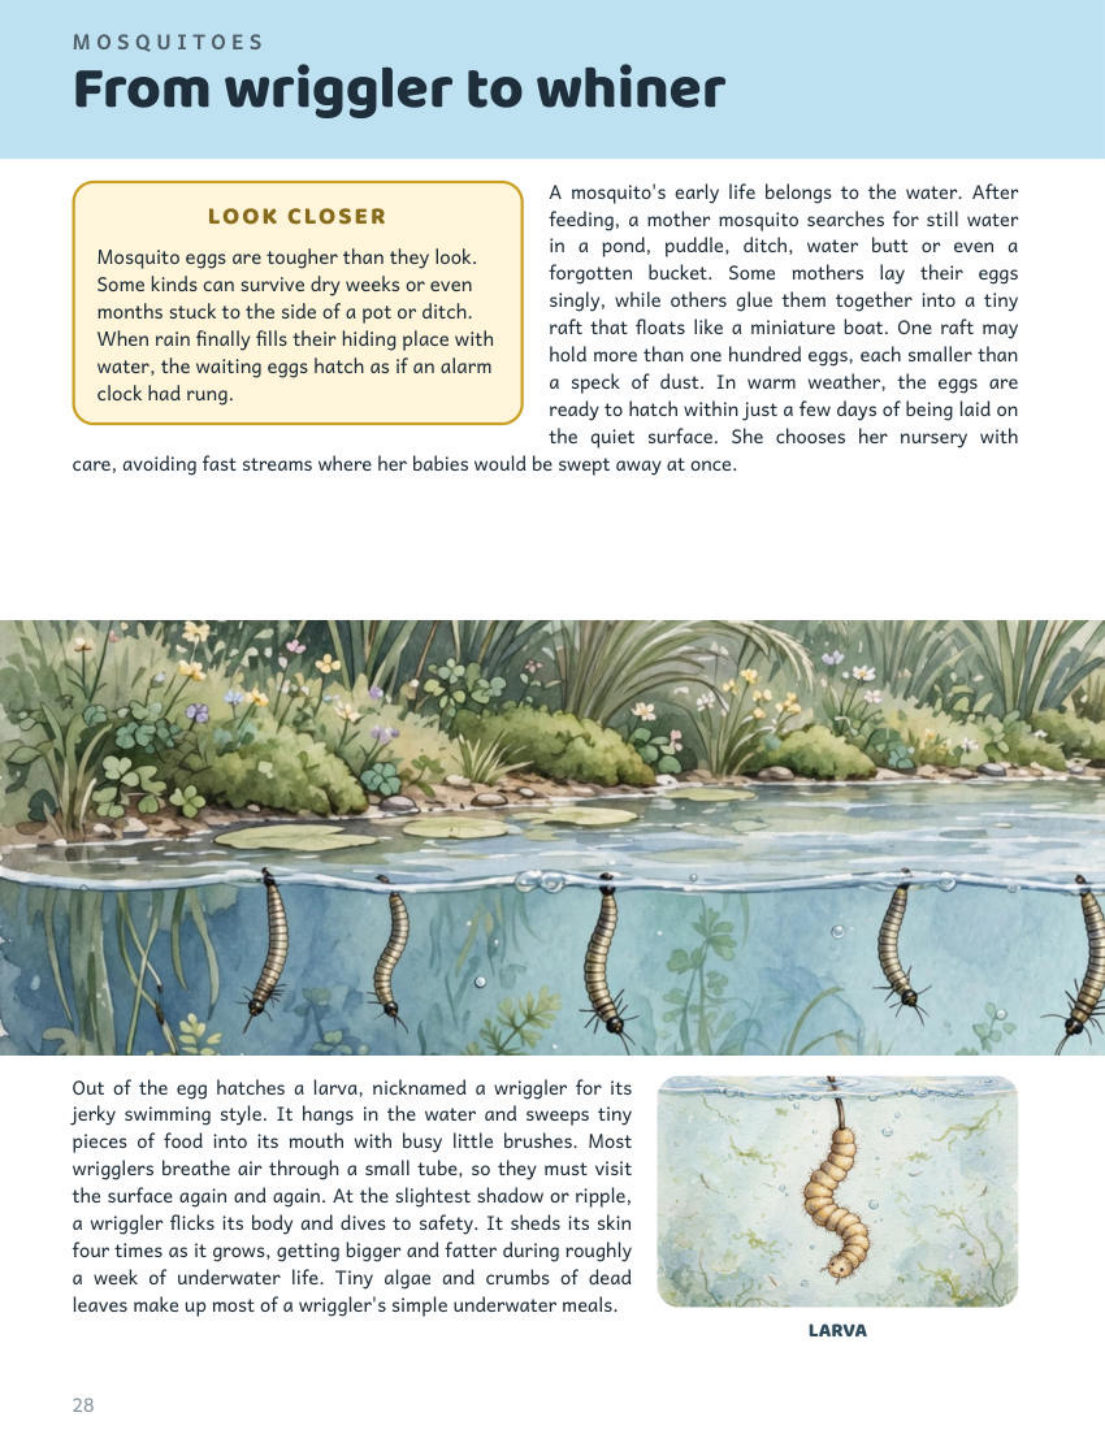 MOSQUITOES
From wriggler to whiner
LOOK CLOSER
Mosquito eggs are tougher than they look.
Some kinds can survive dry weeks or even
months stuck to the side of a pot or ditch.
When rain finally fills their hiding place with
water, the waiting eggs hatch as if an alarm
clock had rung.
A mosquito's early life belongs to the water. After
feeding, a mother mosquito searches for still water
in a pond, puddle, ditch, water butt or even a
forgotten bucket. Some mothers lay their eggs
singly, while others glue them together into a tiny
raft that floats like a miniature boat. One raft may
hold more than one hundred eggs, each smaller than
a speck of dust. In warm weather, the eggs are
ready to hatch within just a few days of being laid on
the quiet surface. She chooses her nursery with
care, avoiding fast streams where her babies would be swept away at once.
Out of the egg hatches a larva, nicknamed a wriggler for its
jerky swimming style. It hangs in the water and sweeps tiny
pieces of food into its mouth with busy little brushes. Most
wrigglers breathe air through a small tube, so they must visit
the surface again and again. At the slightest shadow or ripple,
a wriggler flicks its body and dives to safety. It sheds its skin
four times as it grows, getting bigger and fatter during roughly
a week of underwater life. Tiny algae and crumbs of dead
leaves make up most of a wriggler's simple underwater meals.
LARVA
28